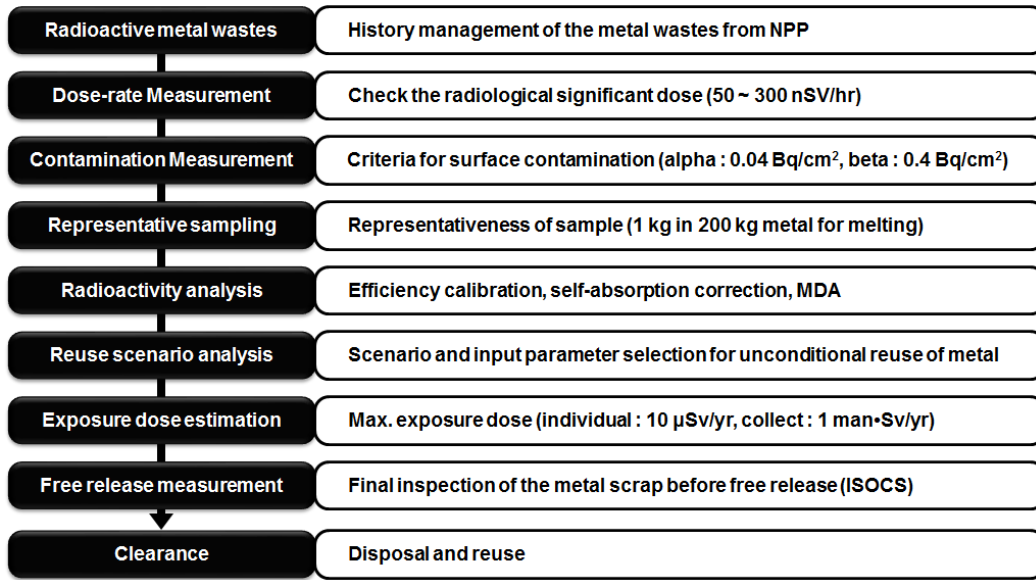 Radioactive metal wastes
History management of the metal wastes from NPP
Dose-rate Measurement
Check the radiological significant dose (50 ~ 300 nSV/hr)
Contamination Measurement
Criteria for surface contamination (alpha : 0.04 Bq/cm², beta : 0.4 Bq/cm²)
Representative sampling
Representativeness of sample (1 kg in 200 kg metal for melting)
Radioactivity analysis
Efficiency calibration, self-absorption correction, MDA
Reuse scenario analysis
Scenario and input parameter selection for unconditional reuse of metal
Exposure dose estimation
Max. exposure dose (individual : 10 μSv/yr, collect : 1 man•Sv/yr)
Free release measurement
Final inspection of the metal scrap before free release (ISOCS)
Clearance
Disposal and reuse